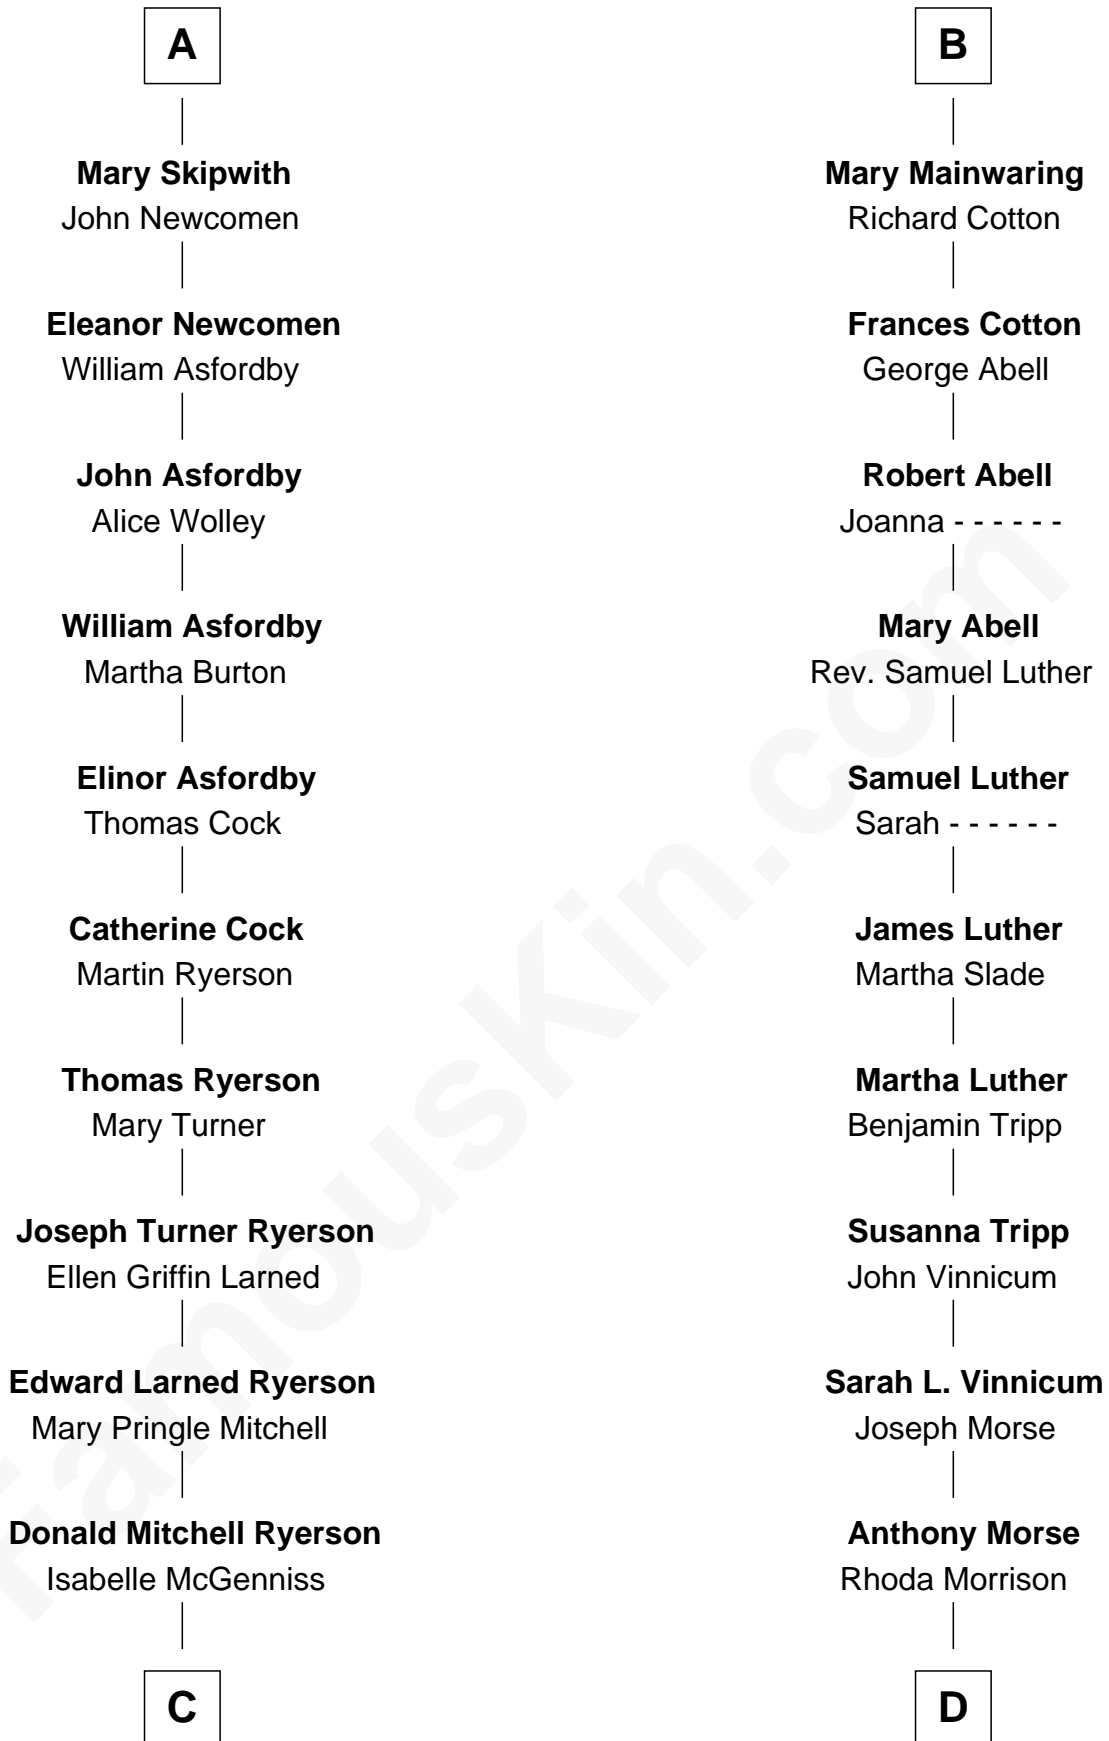 A
Mary Skipwith
John Newcomen
Eleanor Newcomen
William Asfordby
John Asfordby
Alice Wolley
William Asfordby
Martha Burton
Elinor Asfordby
Thomas Cock
Catherine Cock
Martin Ryerson
Thomas Ryerson
Mary Turner
Joseph Turner Ryerson
Ellen Griffin Larned
Edward Larned Ryerson
Mary Pringle Mitchell
Donald Mitchell Ryerson
Isabelle McGenniss
C
B
Mary Mainwaring
Richard Cotton
Frances Cotton
George Abell
Robert Abell
Joanna - - - - - -
Mary Abell
Rev. Samuel Luther
Samuel Luther
Sarah - - - - - -
James Luther
Martha Slade
Martha Luther
Benjamin Tripp
Susanna Tripp
John Vinnicum
Sarah L. Vinnicum
Joseph Morse
Anthony Morse
Rhoda Morrison
D
FamousKin.com